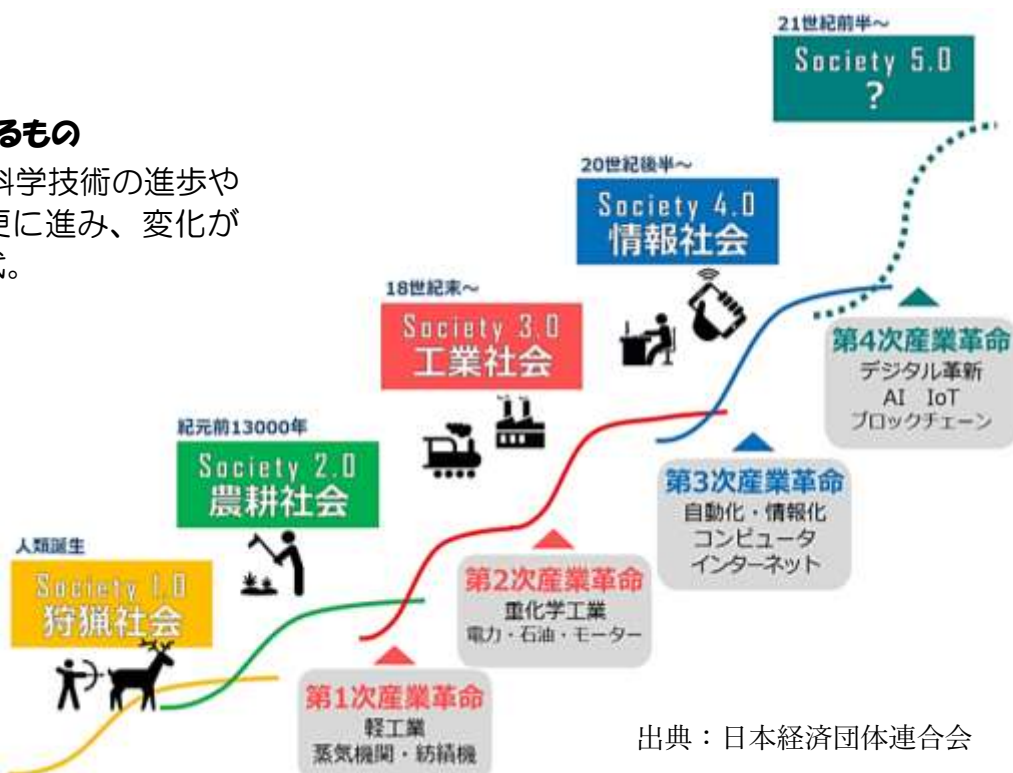 るもの
科学技術の進歩や
更に進み、変化が
。
21世紀前半～
Society 5.0
?
20世紀後半～
Society 4.0
情報社会
18世紀末～
Society 3.0
工業社会
紀元前13000年
Society 2.0
農耕社会
人類誕生
Society 1.0
狩猟社会
第4次産業革命
デジタル革新
AI IoT
ブロックチェーン
第3次産業革命
自動化・情報化
コンピュータ
インターネット
第2次産業革命
重化学工業
電力・石油・モーター
第1次産業革命
軽工業
蒸気機関・紡績機
出典：日本経済団体連合会